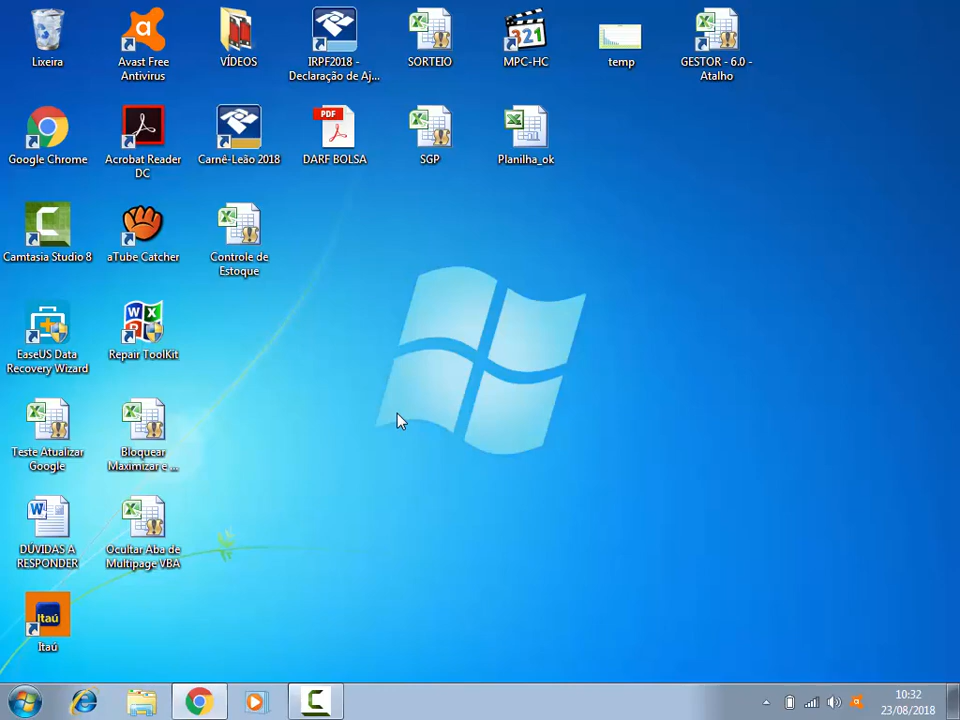 Lixeira
Avast Free
Antivirus
VÍDEOS
IRPF2018 -
Declaração de Aj...
SORTEIO
321
MPC-HC
temp
GESTOR - 6.0 -
Atalho
Google Chrome
Acrobat Reader
DC
Carnê-Leão 2018
PDF
DARF BOLSA
SGP
Planilha_ok
Camtasia Studio 8
aTube Catcher
Controle de
Estoque
EaseUS Data
Recovery Wizard
Repair ToolKit
Teste Atualizar
Google
Bloquear
Maximizar e ...
DÚVIDAS A
RESPONDER
Ocultar Aba de
Multipage VBA
Itaú
Itaú
10:32
23/08/2018